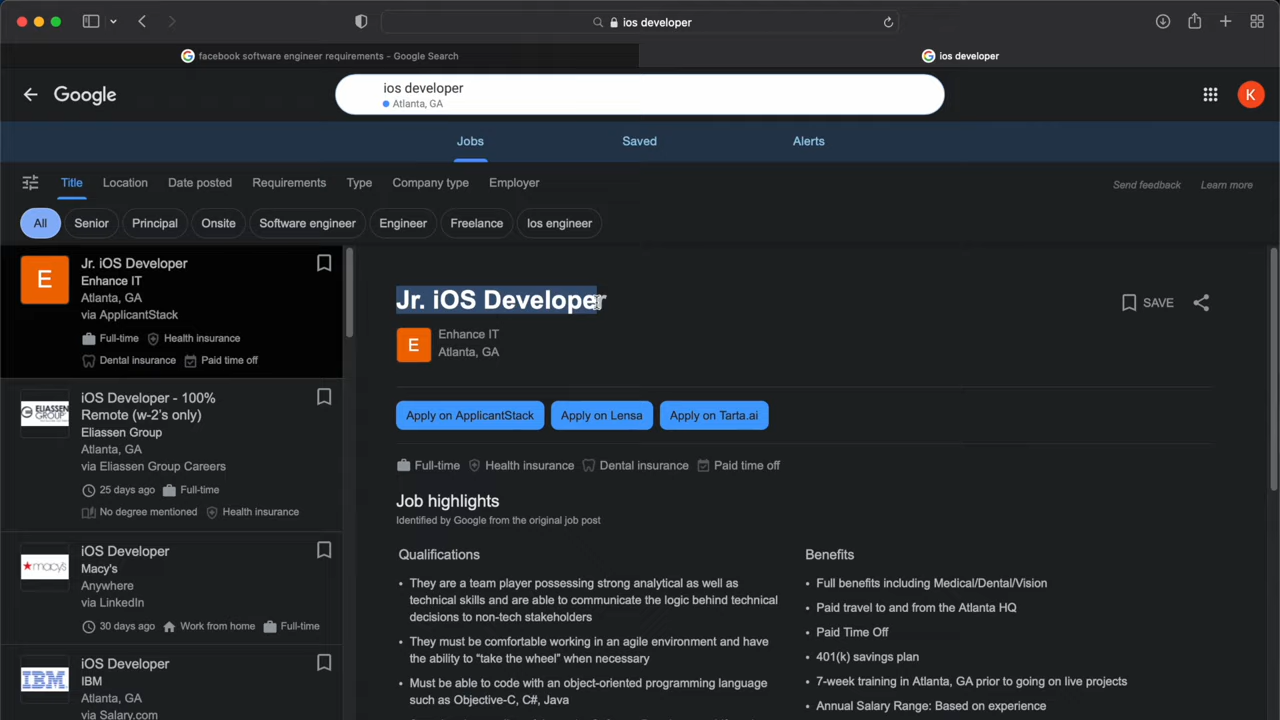 ios developer
facebook software engineer requirements - Google Search
ios developer
Google
ios developer
Atlanta, GA
K
Jobs
Saved
Alerts
Title
Location
Date posted
Requirements
Type
Company type
Employer
Send feedback
Learn more
All
Senior
Principal
Onsite
Software engineer
Engineer
Freelance
Ios engineer
E
Jr. iOS Developer
Enhance IT
Atlanta, GA
via ApplicantStack
Full-time
Health insurance
Dental insurance
Paid time off
ELIASSEN
GROUP
iOS Developer - 100%
Remote (w-2's only)
Eliassen Group
Atlanta, GA
via Eliassen Group Careers
25 days ago
Full-time
No degree mentioned
Health insurance
macy's
iOS Developer
Macy's
Anywhere
via LinkedIn
30 days ago
Work from home
Full-time
IBM
iOS Developer
IBM
Atlanta, GA
via Salary.com
Jr. iOS Developer
SAVE
E
Enhance IT
Atlanta, GA
Apply on ApplicantStack
Apply on Lensa
Apply on Tarta.ai
Full-time
Health insurance
Dental insurance
Paid time off
Job highlights
Identified by Google from the original job post
Qualifications
• They are a team player possessing strong analytical as well as
technical skills and are able to communicate the logic behind technical
decisions to non-tech stakeholders
• They must be comfortable working in an agile environment and have
the ability to “take the wheel” when necessary
• Must be able to code with an object-oriented programming language
such as Objective-C, C#, Java
Benefits
• Full benefits including Medical/Dental/Vision
• Paid travel to and from the Atlanta HQ
• Paid Time Off
• 401(k) savings plan
• 7-week training in Atlanta, GA prior to going on live projects
• Annual Salary Range: Based on experience